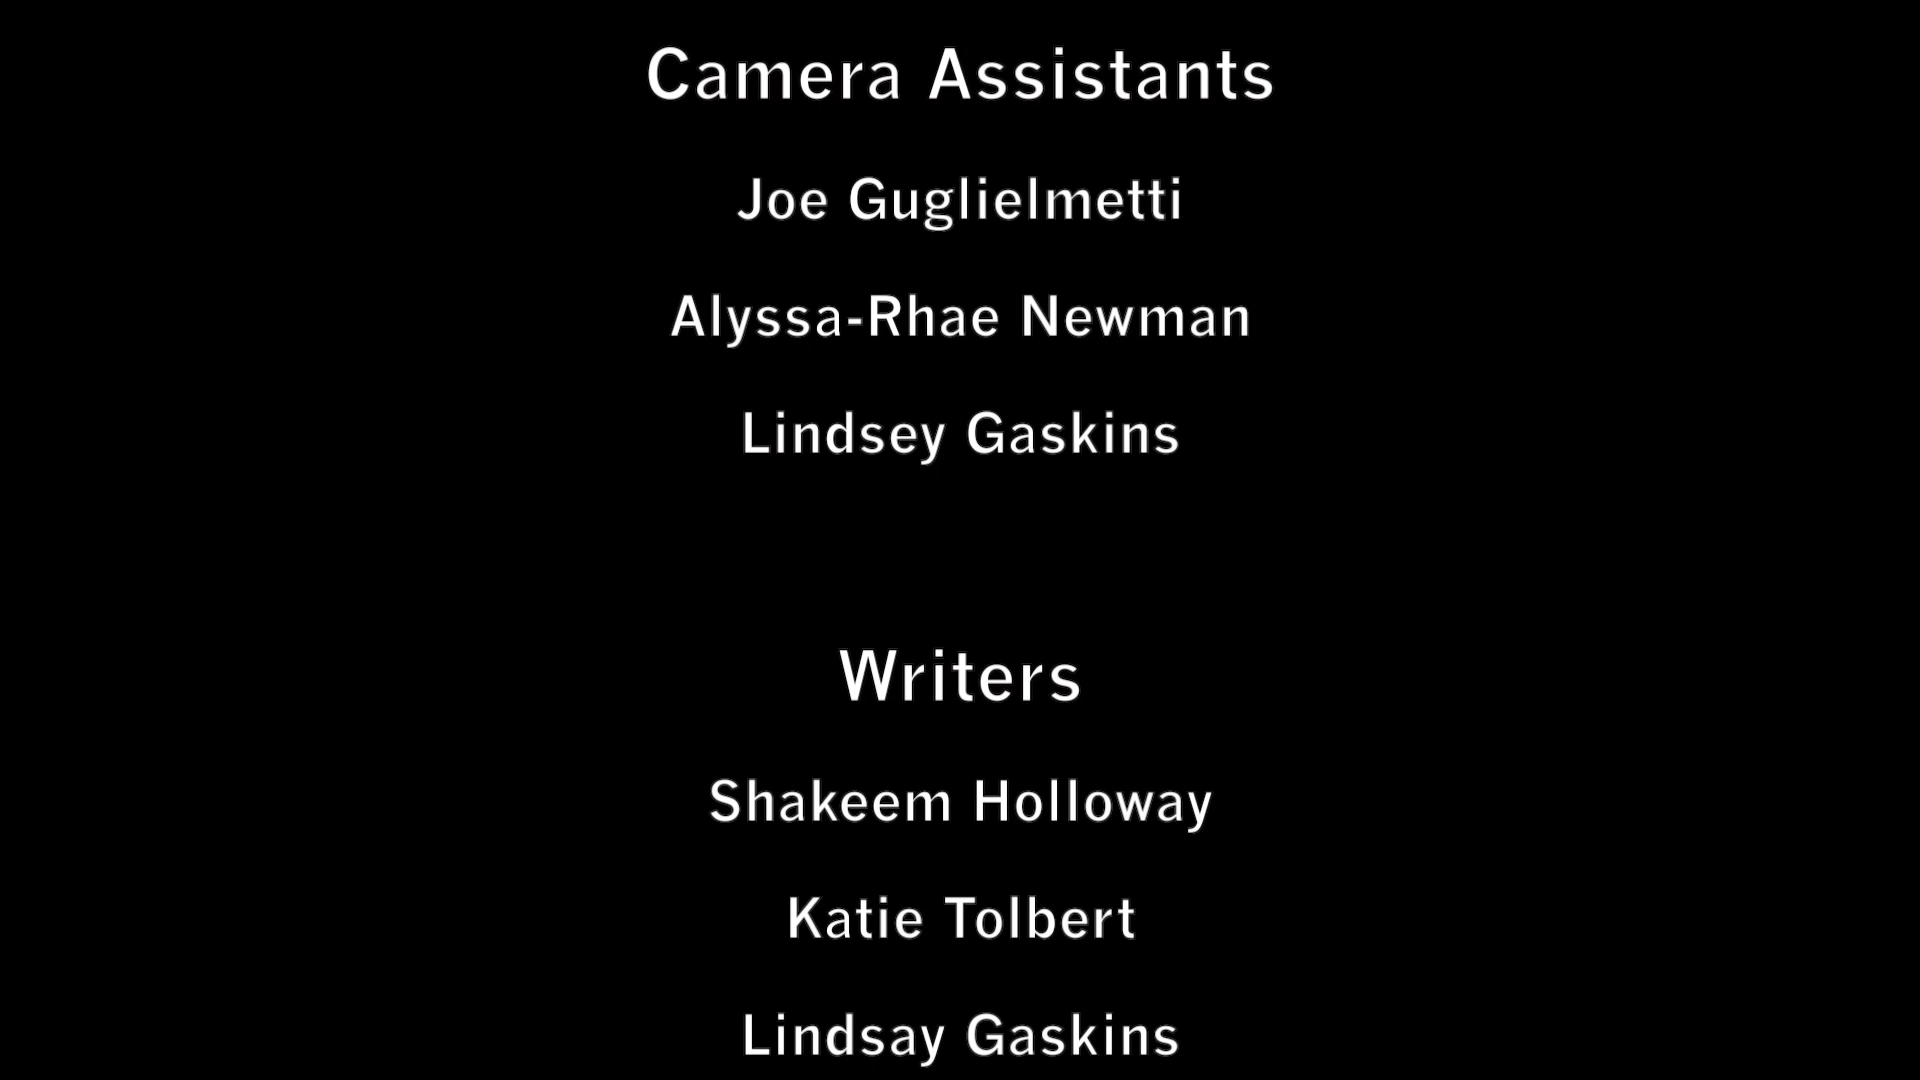 Camera Assistants
Joe Guglielmetti
Alyssa-Rhae Newman
Lindsey Gaskins
Writers
Shakeem Holloway
Katie Tolbert
Lindsay Gaskins